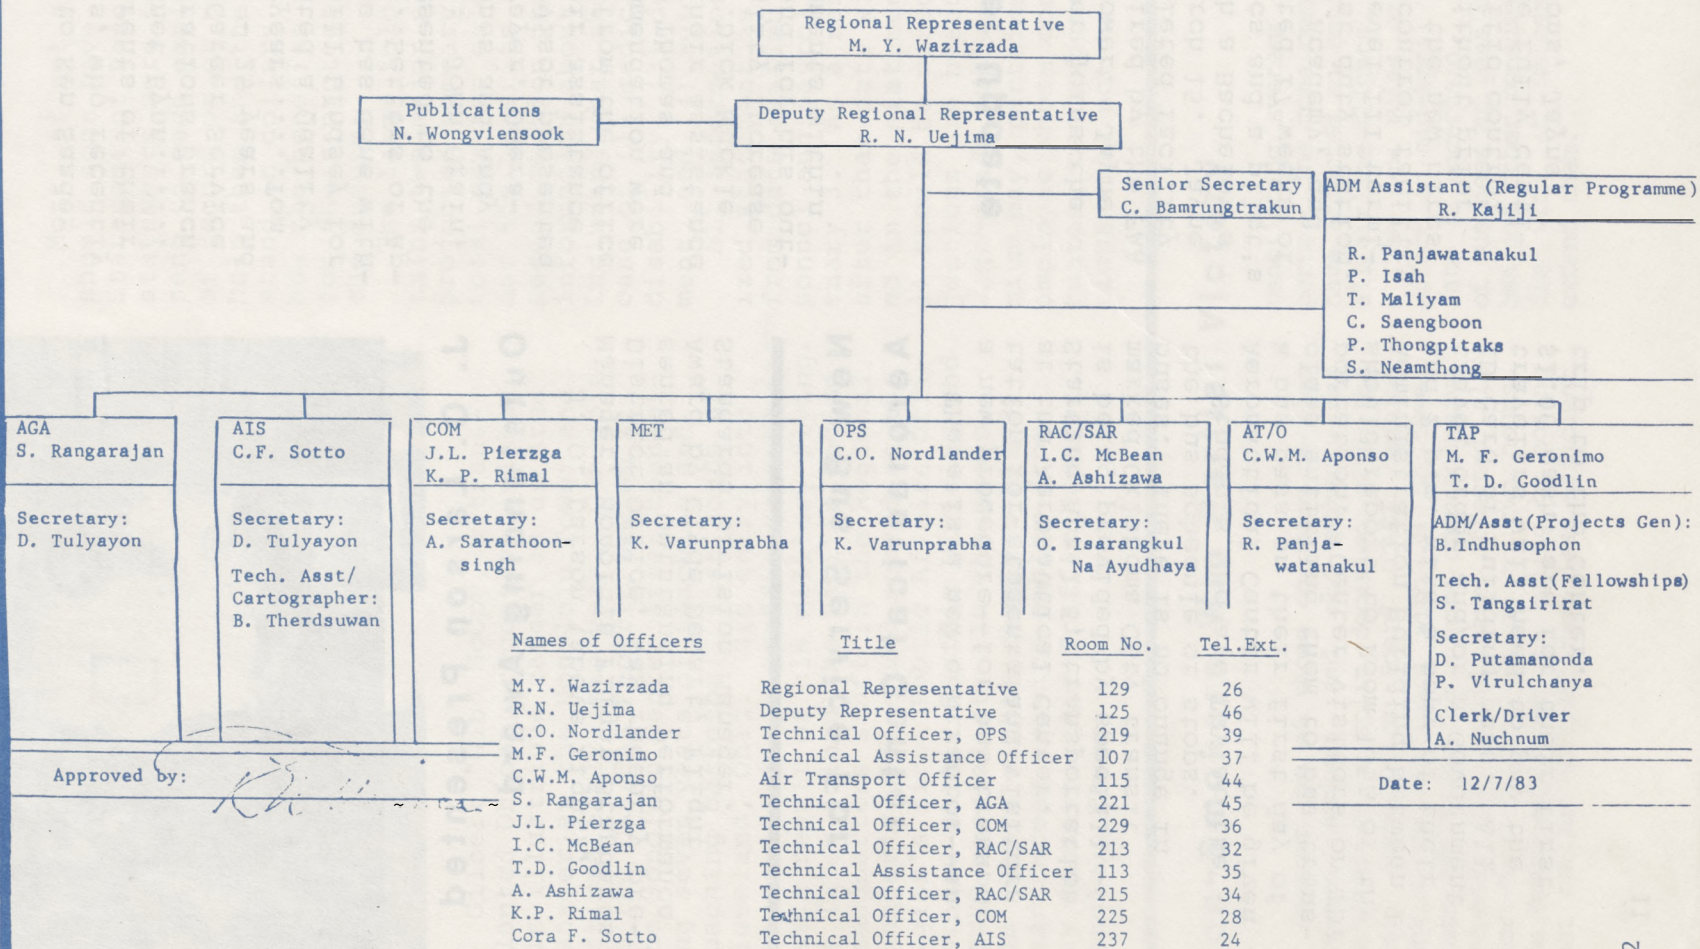 Regional Representative
M. Y. Wazirzada
Publications
N. Wongviensook
Deputy Regional Representative
R. N. Uejima
Senior Secretary
C. Bamrungtrakun
ADM Assistant (Regular Programme)
R. Kajiji
R. Panjawatanakul
P. Isah
T. Maliyam
C. Saengboon
P. Thongpitaks
S. Neamthong
AGA
S. Rangarajan
Secretary:
D. Tulyayon
AIS
C.F. Sotto
Secretary:
D. Tulyayon
Tech. Asst/
Cartographer:
B. Therdsuwan
COM
J.L. Pierzga
K. P. Rimal
Secretary:
A. Sarathoon-
singh
MET
Secretary:
K. Varunprabha
OPS
C.O. Nordlander
Secretary:
K. Varunprabha
RAC/SAR
I.C. McBean
A. Ashizawa
Secretary:
O. Isarangkul
Na Ayudhaya
AT/O
C.W.M. Aponso
Secretary:
R. Panja-
watanakul
TAP
M. F. Geronimo
T. D. Goodlin
ADM/Asst(Projects Gen):
B.Indhusophon
Tech. Asst(Fellowships)
S. Tangsirirat
Secretary:
D. Putamanonda
P. Virulchanya
Clerk/Driver
A. Nuchnum
Names of Officers Title Room No. Tel.Ext.
M.Y. Wazirzada Regional Representative 129 26
R.N. Uejima Deputy Representative 125 46
C.O. Nordlander Technical Officer, OPS 219 39
M.F. Geronimo Technical Assistance Officer 107 37
C.W.M. Aponso Air Transport Officer 115 44
S. Rangarajan Technical Officer, AGA 221 45
J.L. Pierzga Technical Officer, COM 229 36
I.C. McBean Technical Officer, RAC/SAR 213 32
T.D. Goodlin Technical Assistance Officer 113 35
A. Ashizawa Technical Officer, RAC/SAR 215 34
K.P. Rimal Technical Officer, COM 225 28
Cora F. Sotto Technical Officer, AIS 237 24
Approved by:
Date: 12/7/83
2